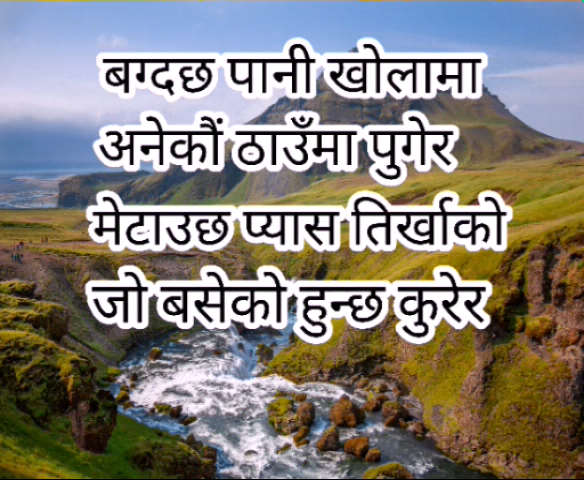 बग्दछ पानी खोलामा
अनेकौं ठाउँमा पुगेर
मेटाउछ प्यास तिर्खाको
जो बसेको हुन्छ कुरेर